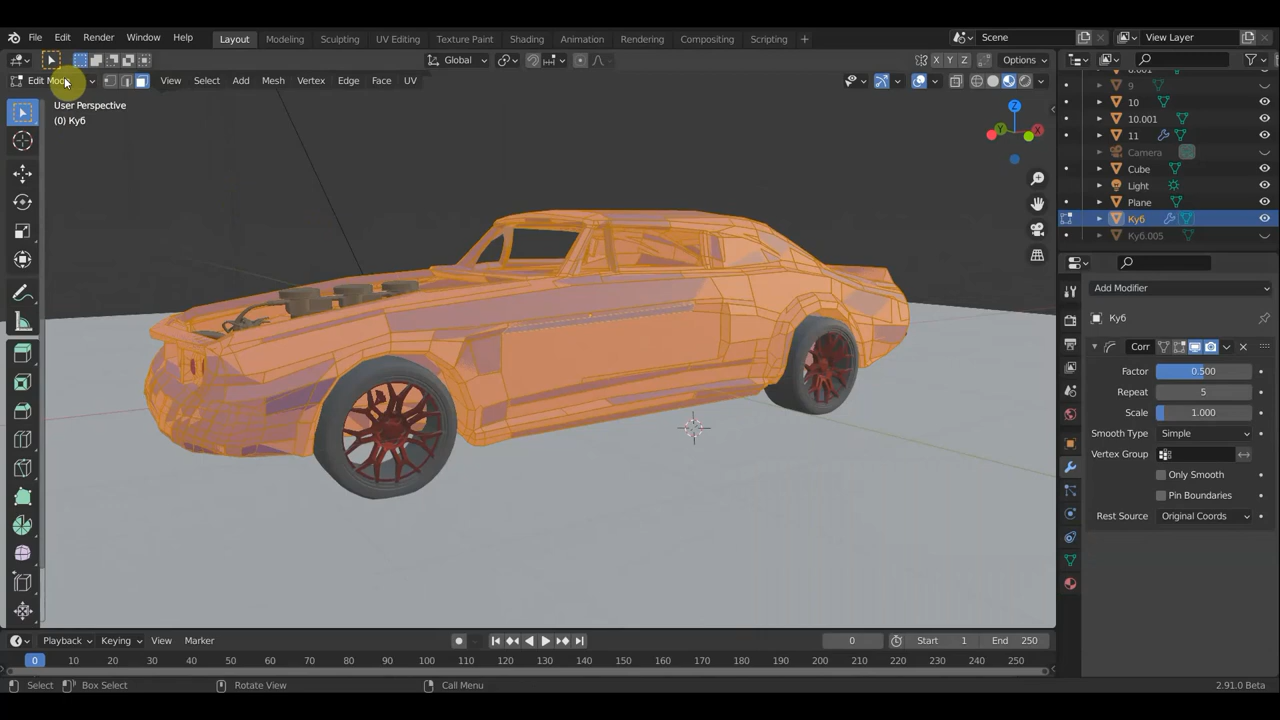 File Edit Render Window Help
Layout Modeling Sculpting UV Editing Texture Paint Shading Animation Rendering Compositing Scripting +
Scene
View Layer
Global
X Y Z
Options
Edit Mode
View Select Add Mesh Vertex Edge Face UV
User Perspective
(0) Куб
Z
Y
X
8.001
9
10
10.001
11
Camera
Cube
Light
Plane
Куб
Куб.005
Add Modifier
Куб
Corr
Factor 0.500
Repeat 5
Scale 1.000
Smooth Type Simple
Vertex Group
Only Smooth
Pin Boundaries
Rest Source Original Coords
Playback Keying View Marker
0
Start 1
End 250
0 10 20 30 40 50 60 70 80 90 100 110 120 130 140 150 160 170 180 190 200 210 220 230 240 250
Select Box Select Rotate View Call Menu
2.91.0 Beta